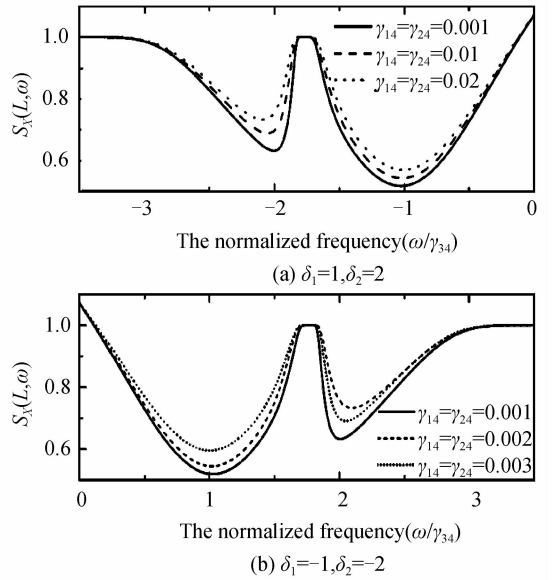 1.0
0.8
0.6
S_X(L,ω)
γ14=γ24=0.001
γ14=γ24=0.01
γ14=γ24=0.02
−3 −2 −1 0
The normalized frequency(ω/γ34)
(a) δ1=1,δ2=2
1.0
0.8
0.6
S_X(L,ω)
γ14=γ24=0.001
γ14=γ24=0.002
γ14=γ24=0.003
0 1 2 3
The normalized frequency(ω/γ34)
(b) δ1=−1,δ2=−2